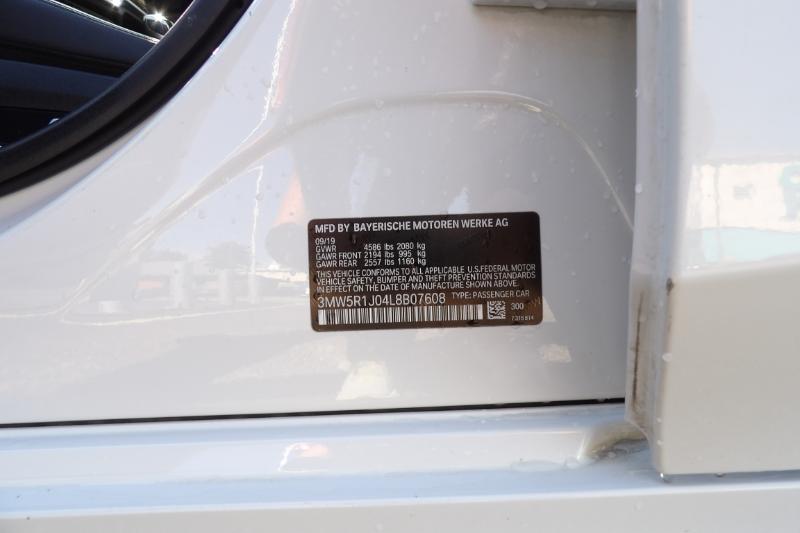 MFD BY BAYERISCHE MOTOREN WERKE AG
09/19
GVWR 4586 lbs 2080 kg
GAWR FRONT 2194 lbs 995 kg
GAWR REAR 2557 lbs 1160 kg
THIS VEHICLE CONFORMS TO ALL APPLICABLE U.S.FEDERAL MOTOR
VEHICLE SAFETY, BUMPER AND THEFT PREVENTION STANDARDS
IN EFFECT ON THE DATE OF MANUFACTURE SHOWN ABOVE.
3MW5R1J04L8B07608 TYPE: PASSENGER CAR
300
7315814